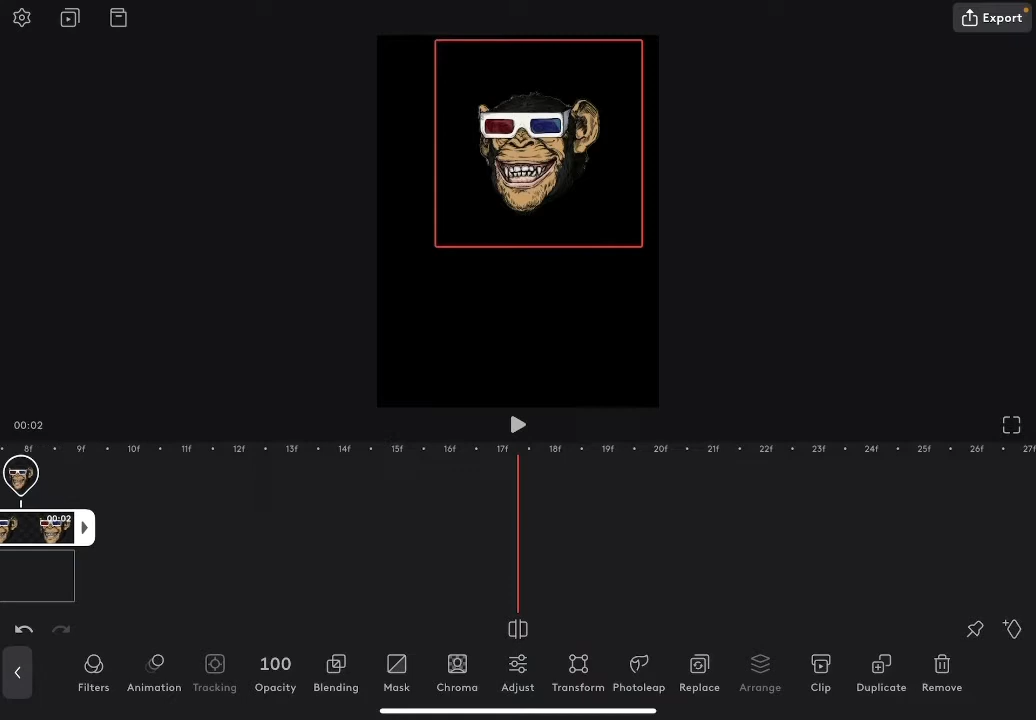 Export
00:02
8f 9f 10f 11f 12f 13f 14f 15f 16f 17f 18f 19f 20f 21f 22f 23f 24f 25f 26f 27f
00:02
100
Filters Animation Tracking Opacity Blending Mask Chroma Adjust Transform Photoleap Replace Arrange Clip Duplicate Remove